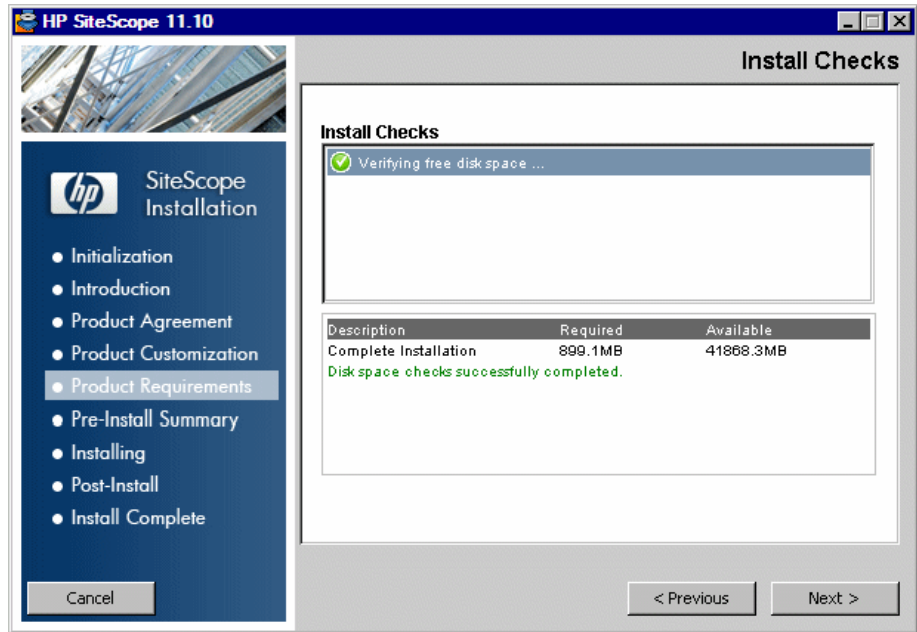 HP SiteScope 11.10
Install Checks
hp
SiteScope
Installation
Initialization
Introduction
Product Agreement
Product Customization
Product Requirements
Pre-Install Summary
Installing
Post-Install
Install Complete
Install Checks
Verifying free disk space ...
Description Required Available
Complete Installation 899.1MB 41868.3MB
Disk space checks successfully completed.
Cancel
< Previous
Next >